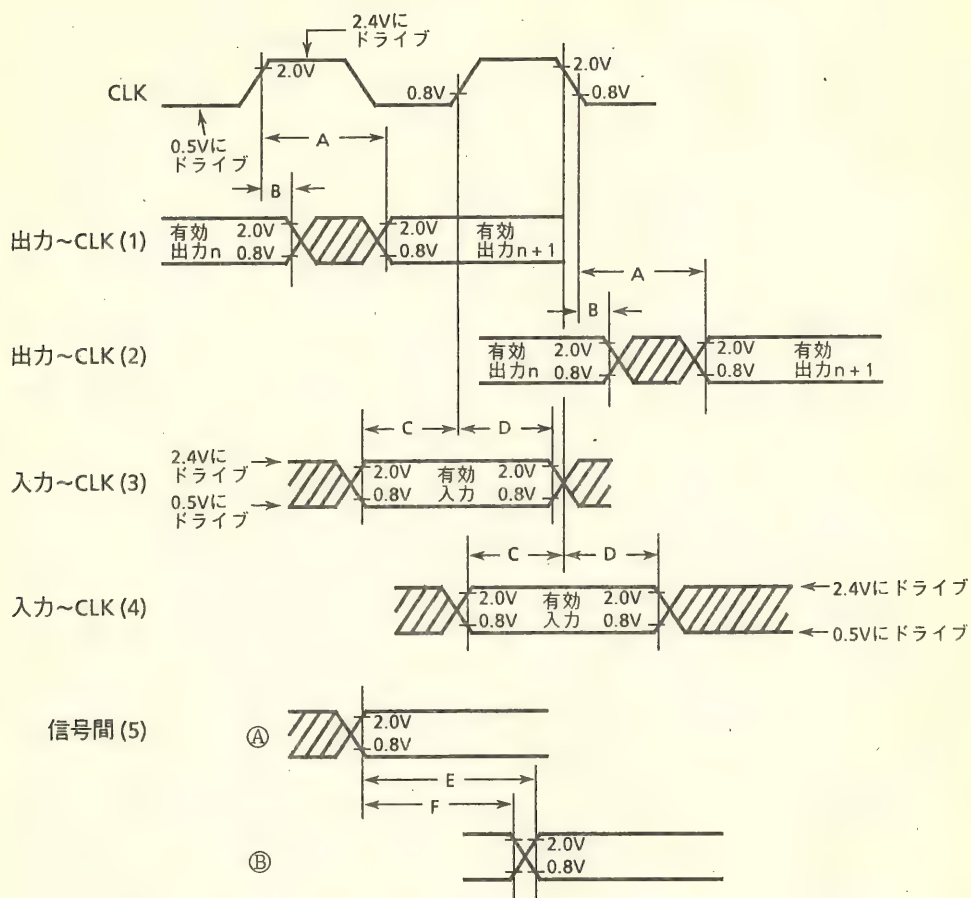 2.4Vに
ドライブ
2.0V
2.0V
CLK
0.8V
0.8V
0.5Vに
ドライブ
A
B
出力~CLK (1)
有効 2.0V
出力n 0.8V
2.0V 有効
0.8V 出力n+1
A
B
出力~CLK (2)
有効 2.0V
出力n 0.8V
2.0V 有効
0.8V 出力n+1
C
D
入力~CLK (3)
2.4Vに
ドライブ
0.5Vに
ドライブ
2.0V 有効 2.0V
0.8V 入力 0.8V
C
D
入力~CLK (4)
2.0V 有効 2.0V
0.8V 入力 0.8V
2.4Vにドライブ
0.5Vにドライブ
信号間 (5)
Ⓐ
2.0V
0.8V
E
F
Ⓑ
2.0V
0.8V